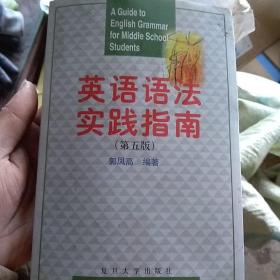 A Guide to
English Grammar
for Middle School
Students
英语语法
实践指南
(第五版)
郭凤高 编著
复旦大学出版社